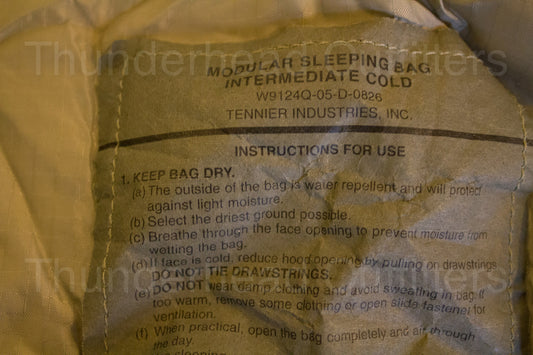 Thunderhead Outfitters
MODULAR SLEEPING BAG
INTERMEDIATE COLD
W9124Q-05-D-0826
TENNIER INDUSTRIES, INC.
INSTRUCTIONS FOR USE
1. KEEP BAG DRY.
(a) The outside of the bag is water repellent and will protect
against light moisture.
(b) Select the driest ground possible.
(c) Breathe through the face opening to prevent moisture from
wetting the bag.
(d) If face is cold, reduce hood opening by pulling on drawstrings
DO NOT TIE DRAWSTRINGS.
(e) DO NOT wear damp clothing and avoid sweating in bag. If
too warm, remove some clothing or open slide fastener for
ventilation.
(f) When practical, open the bag completely and air through
the day.
sleeping
Thunderhead Outfitters